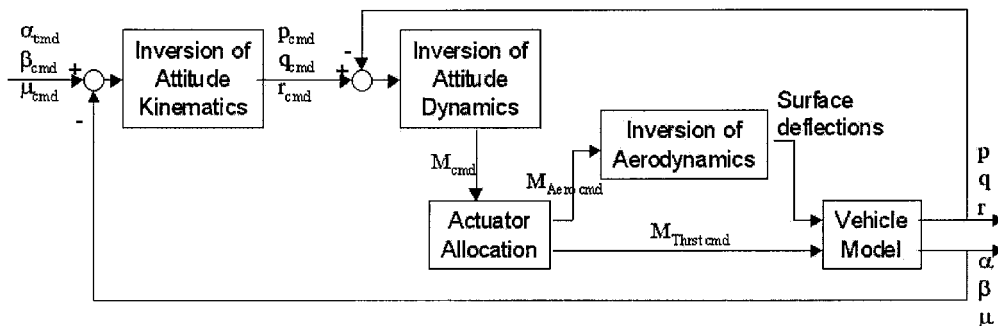 αcmd
βcmd
μcmd
+
-
Inversion of
Attitude
Kinematics
pcmd
qcmd
rcmd
-
+
Inversion of
Attitude
Dynamics
Mcmd
Actuator
Allocation
MAero cmd
MThrst cmd
Inversion of
Aerodynamics
Surface
deflections
Vehicle
Model
p
q
r
α
β
μ